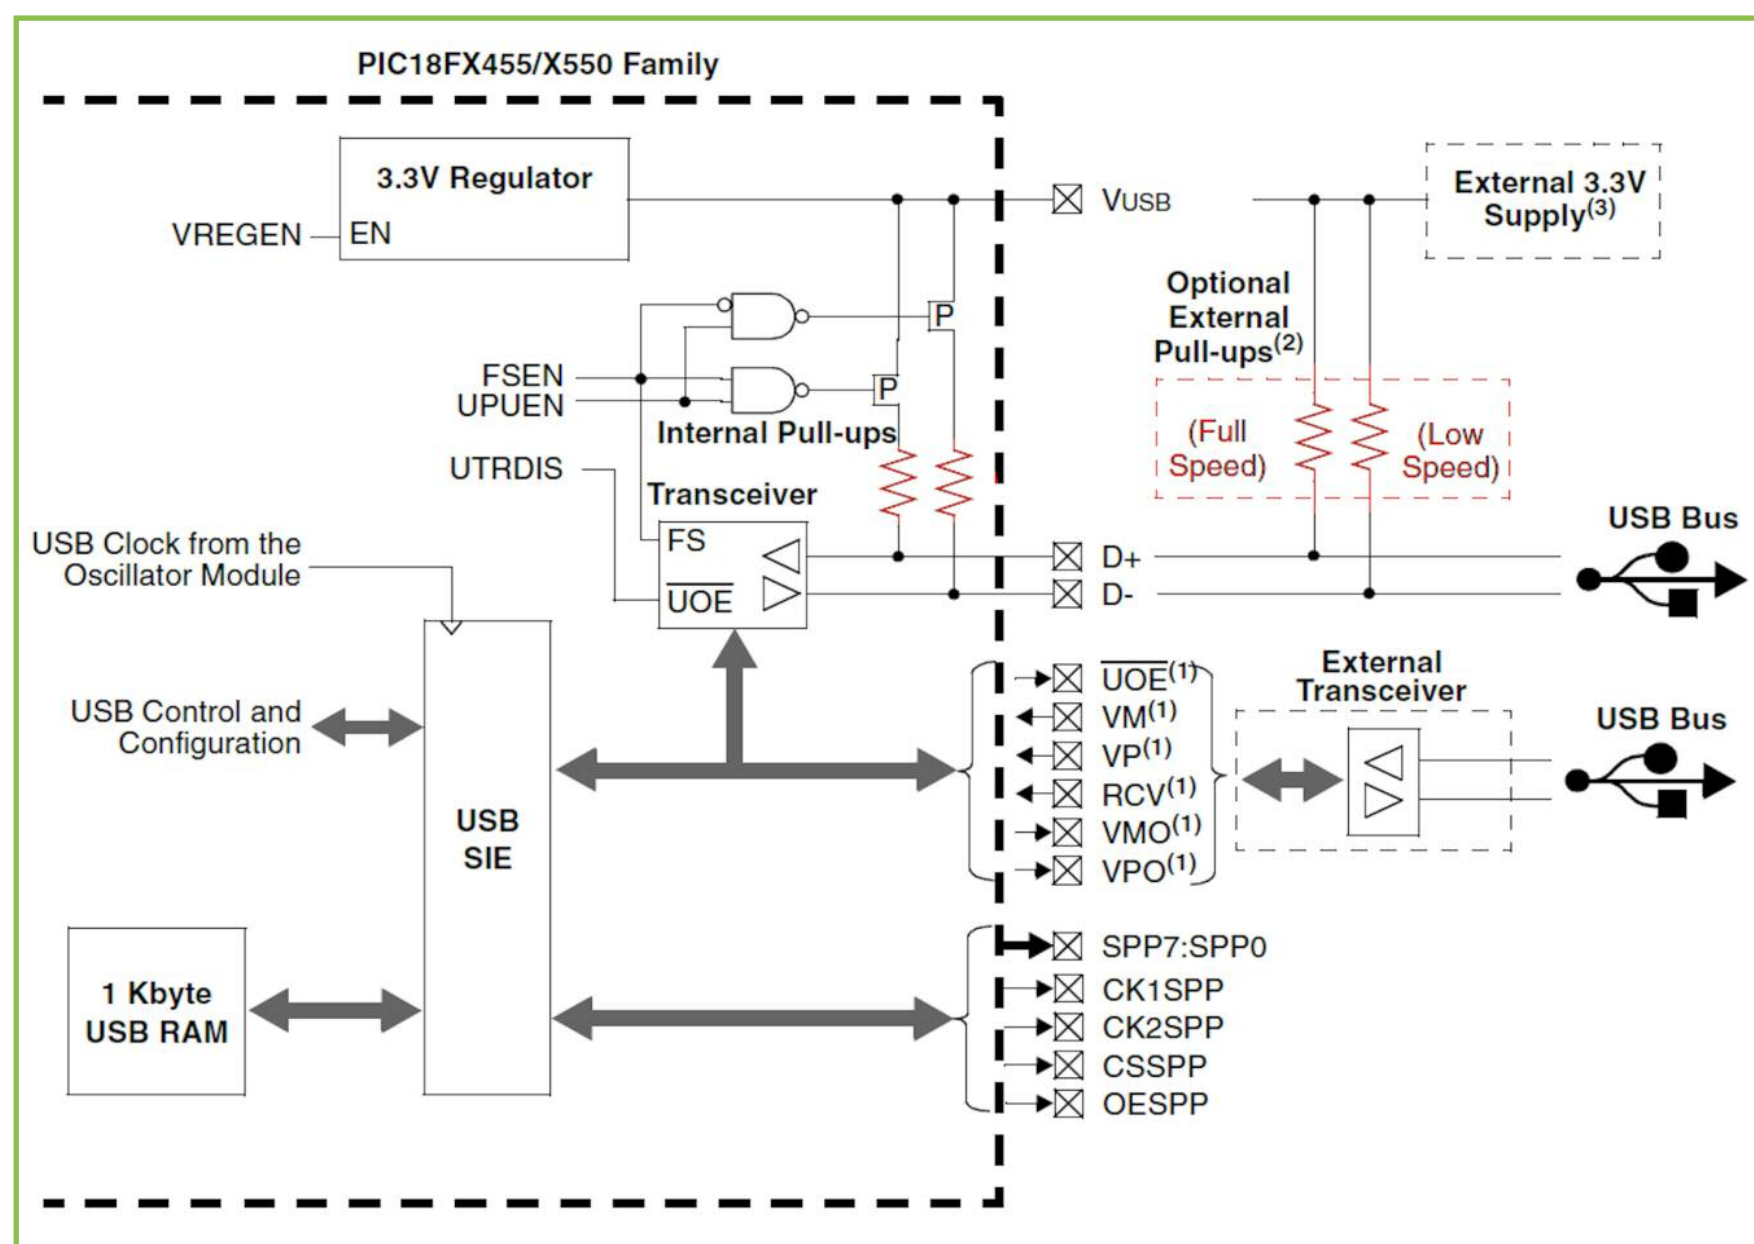 PIC18FX455/X550 Family
3.3V Regulator
VREGEN
EN
VUSB
External 3.3V
Supply(3)
Optional
External
Pull-ups(2)
P
FSEN
UPUEN
P
Internal Pull-ups
(Full
Speed)
(Low
Speed)
UTRDIS
Transceiver
FS
UOE
USB Clock from the
Oscillator Module
D+
D-
USB Bus
USB Control and
Configuration
USB
SIE
UOE(1)
VM(1)
VP(1)
RCV(1)
VMO(1)
VPO(1)
External
Transceiver
USB Bus
1 Kbyte
USB RAM
SPP7:SPP0
CK1SPP
CK2SPP
CSSPP
OESPP